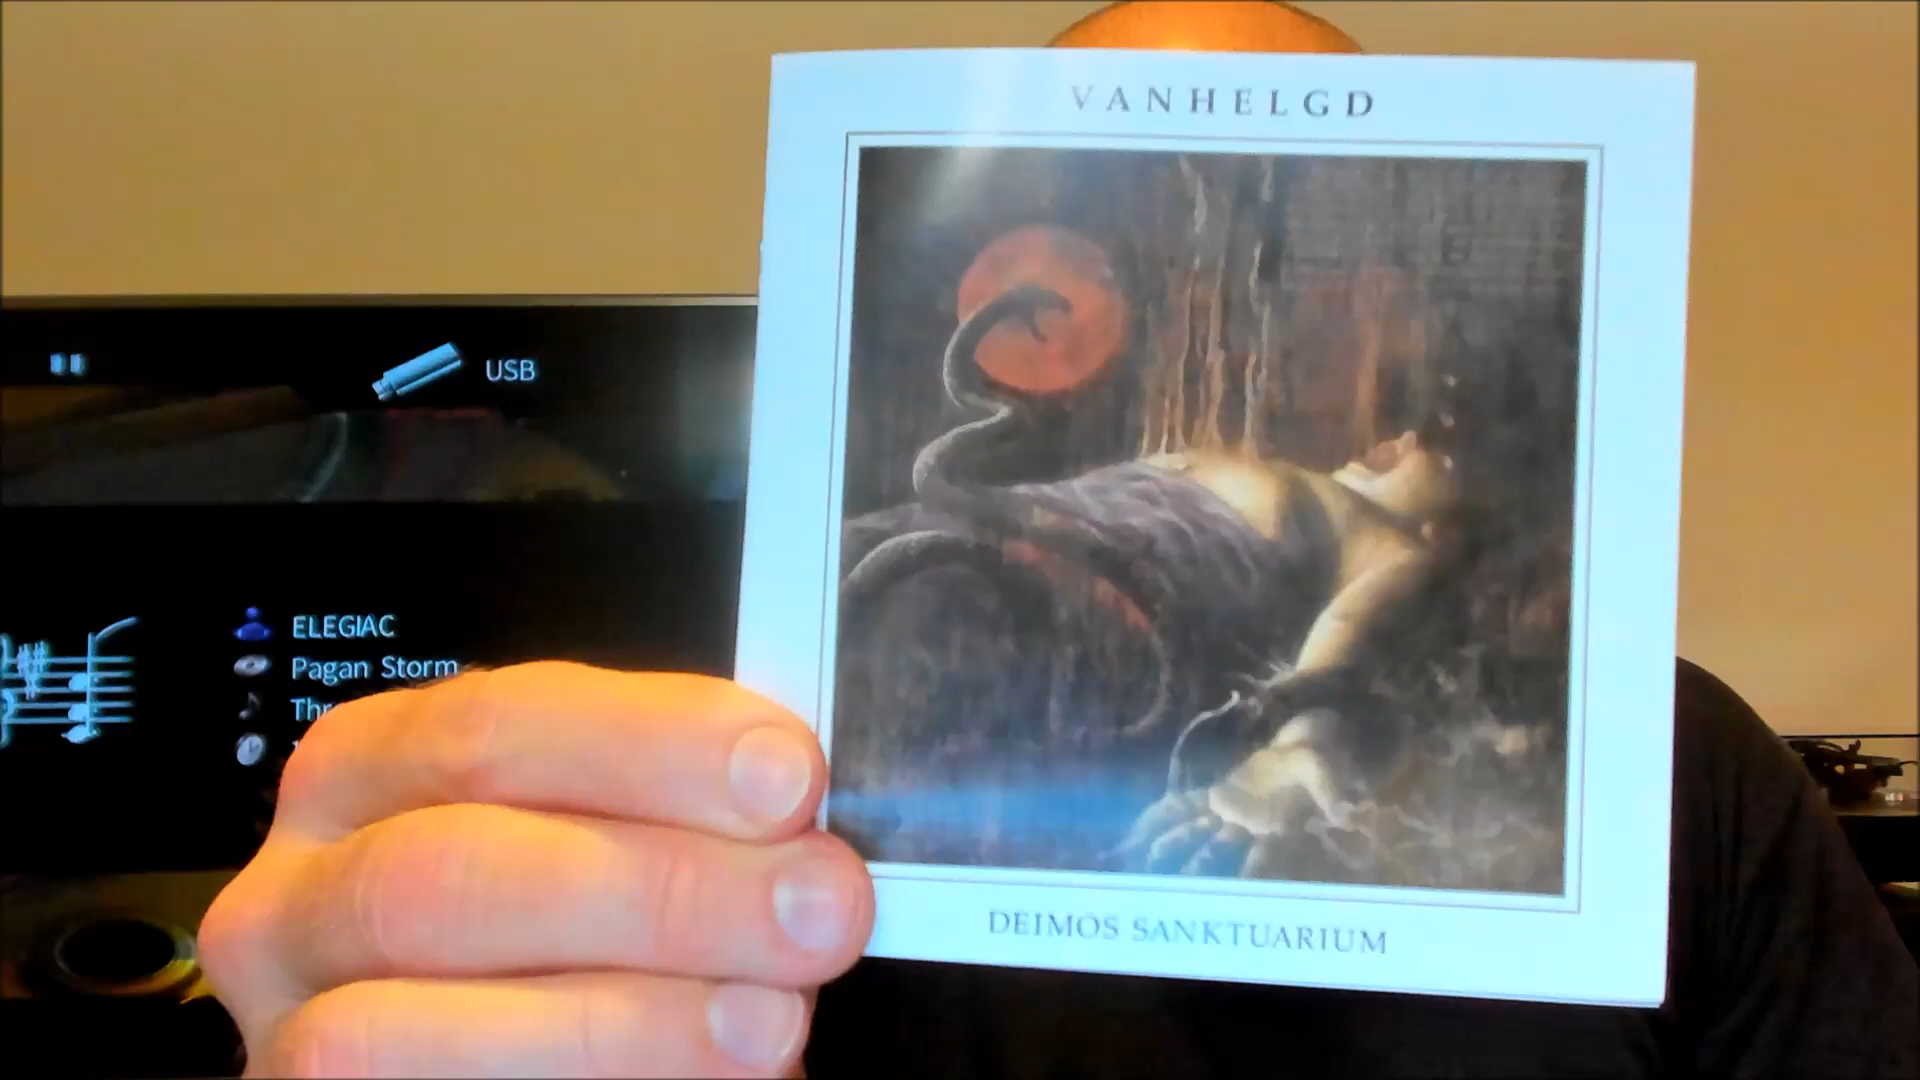 VANHELGD
USB
ELEGIAC
Pagan Storm
DEIMOS SANKTUARIUM